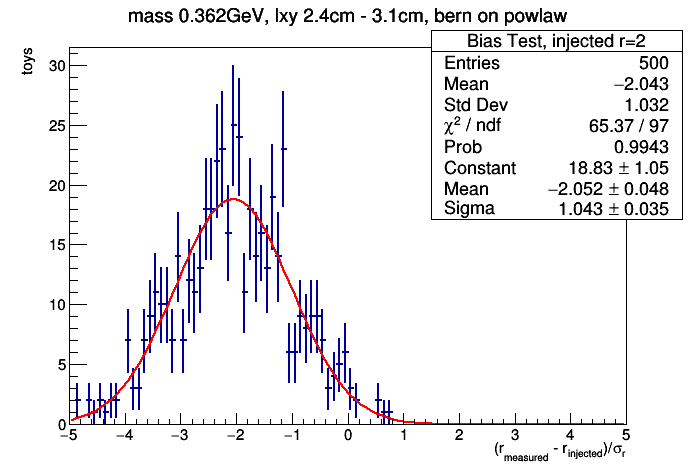 mass 0.362GeV, lxy 2.4cm - 3.1cm, bern on powlaw
toys
Bias Test, injected r=2
Entries 500
Mean −2.043
Std Dev 1.032
χ² / ndf 65.37 / 97
Prob 0.9943
Constant 18.83 ± 1.05
Mean −2.052 ± 0.048
Sigma 1.043 ± 0.035
30
25
20
15
10
5
0
−5 −4 −3 −2 −1 0 1 2 3 4 5
(r_measured - r_injected)/σ_r